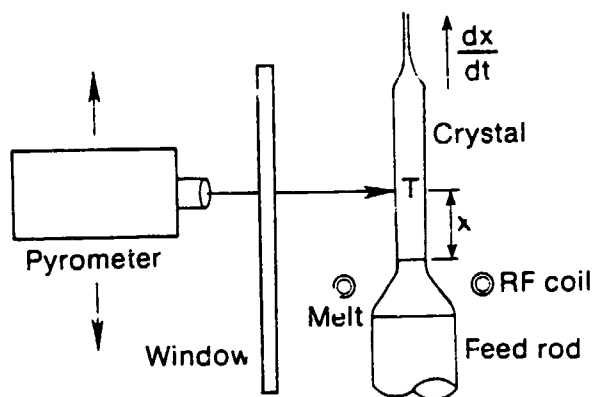 dx
dt
Crystal
T
x
Pyrometer
RF coil
Melt
Window
Feed rod